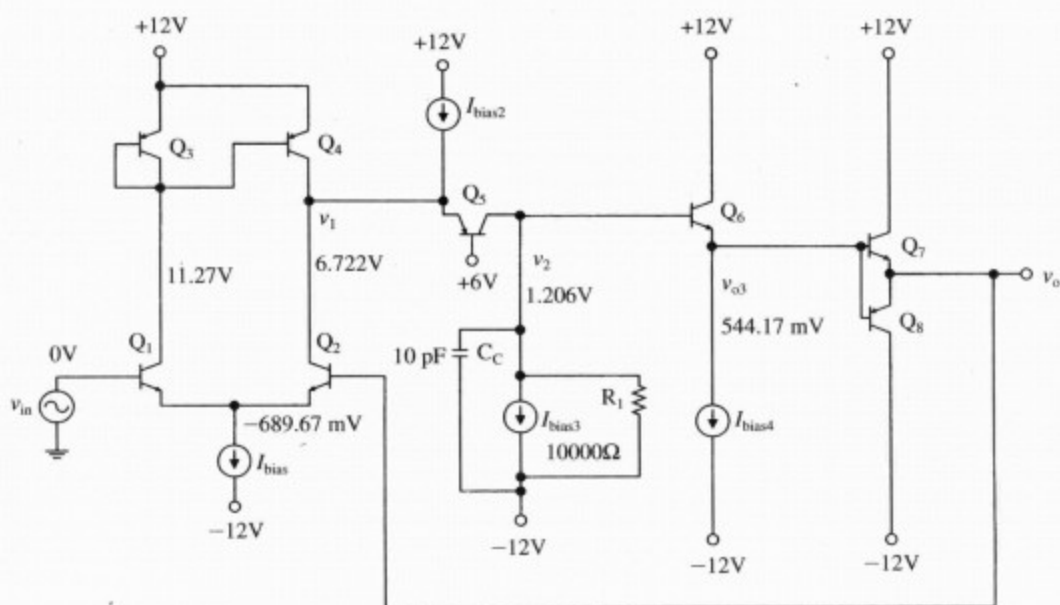 +12V
+12V
+12V
+12V
Ibias2
Q3
Q4
Q5
Q6
Q7
v1
v2
vo3
vo
11.27V
6.722V
+6V
1.206V
544.17 mV
Q8
0V
Q1
Q2
10 pF
CC
R1
vin
−689.67 mV
Ibias3
Ibias4
10000Ω
Ibias
−12V
−12V
−12V
−12V